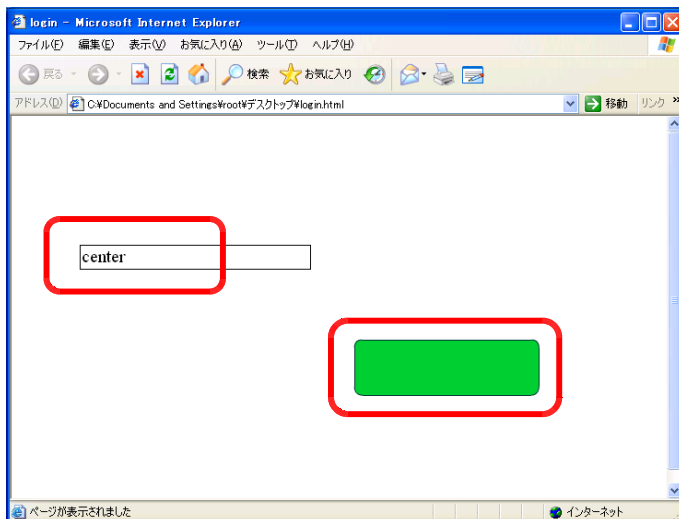 login - Microsoft Internet Explorer
ファイル(F) 編集(E) 表示(V) お気に入り(A) ツール(T) ヘルプ(H)
戻る 検索 お気に入り
アドレス(D) C:¥Documents and Settings¥root¥デスクトップ¥login.html 移動 リンク »
center
ページが表示されました インターネット